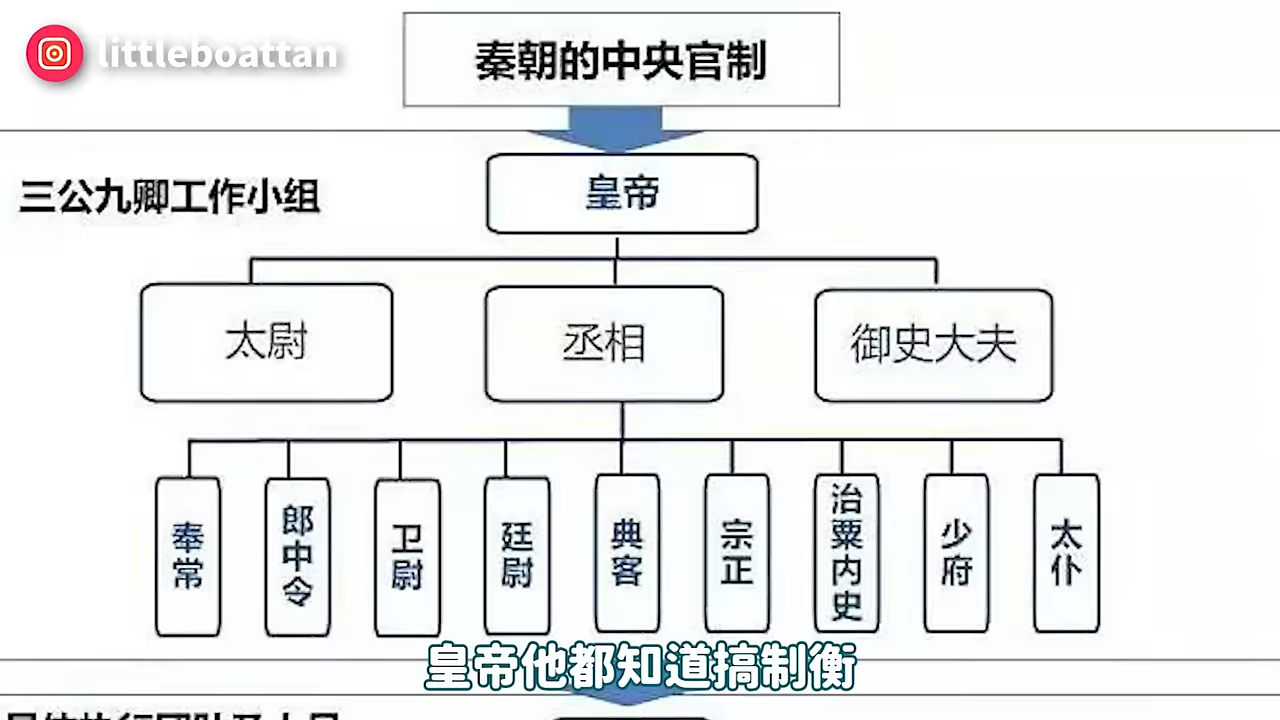 littleboattan
秦朝的中央官制
三公九卿工作小组
皇帝
太尉
丞相
御史大夫
奉常
郎中令
卫尉
廷尉
典客
宗正
治粟内史
少府
太仆
皇帝他都知道搞制衡